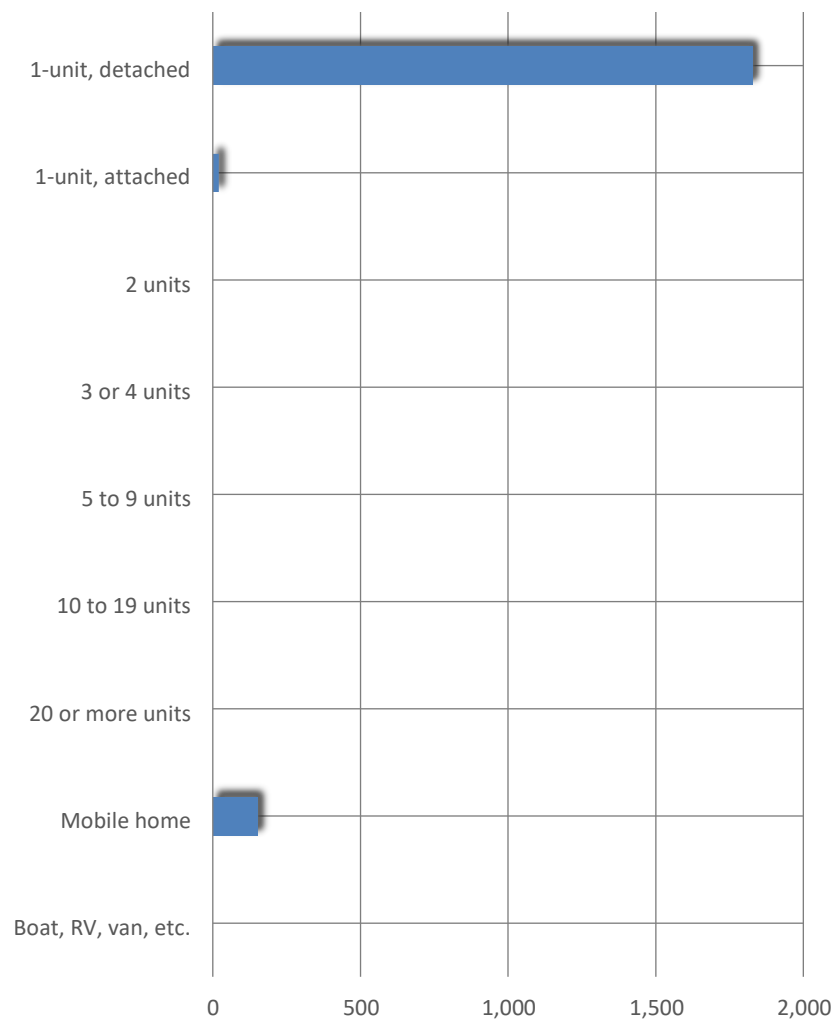 1-unit, detached
1-unit, attached
2 units
3 or 4 units
5 to 9 units
10 to 19 units
20 or more units
Mobile home
Boat, RV, van, etc.
0 500 1,000 1,500 2,000